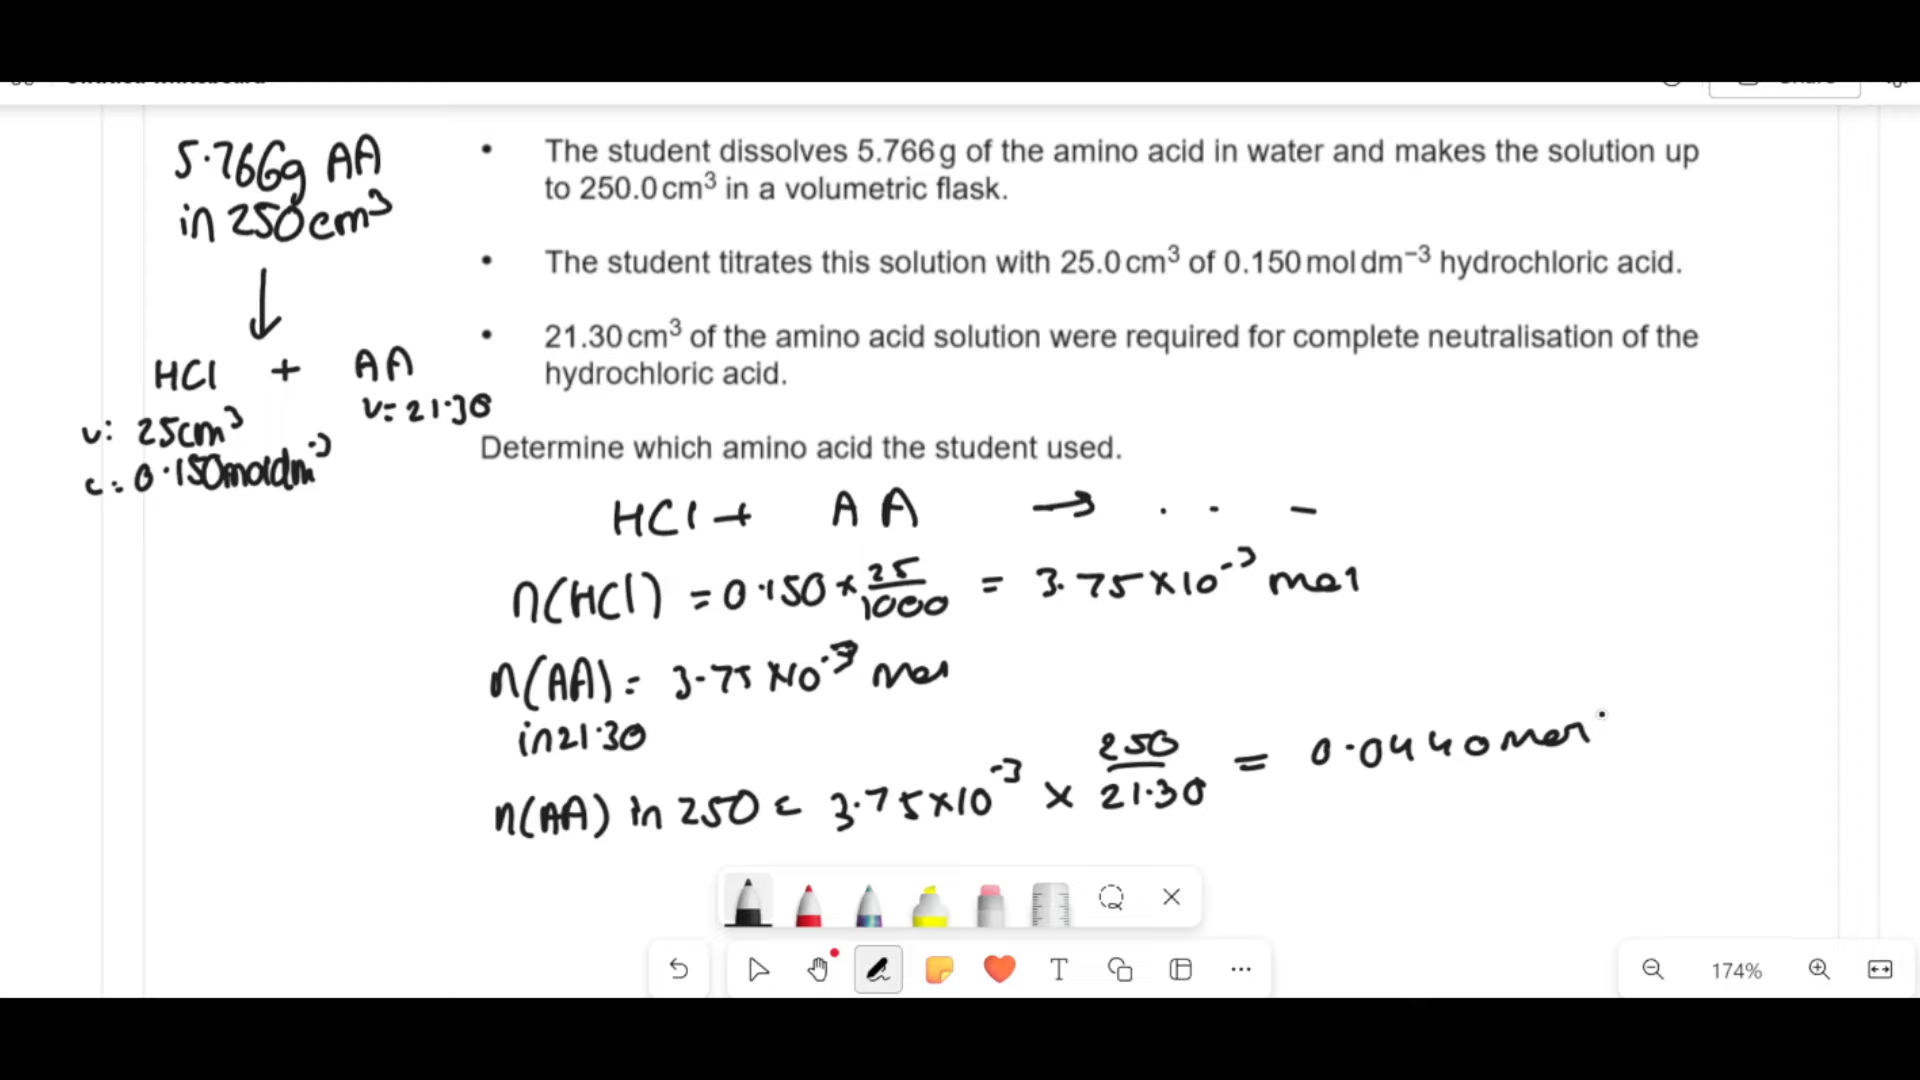 5.766g AA
in 250cm³
HCl + AA
v: 25cm³ v=21.30
c: 0.150moldm⁻³
• The student dissolves 5.766 g of the amino acid in water and makes the solution up
to 250.0 cm³ in a volumetric flask.
• The student titrates this solution with 25.0 cm³ of 0.150 mol dm⁻³ hydrochloric acid.
• 21.30 cm³ of the amino acid solution were required for complete neutralisation of the
hydrochloric acid.
Determine which amino acid the student used.
HCl + AA → . . -
n(HCl) = 0.150 × 25/1000 = 3.75×10⁻³ mol
n(AA) = 3.75×10⁻³ mol
in 21.30
n(AA) in 250 = 3.75×10⁻³ × 250/21.30 = 0.0440 mol
174%